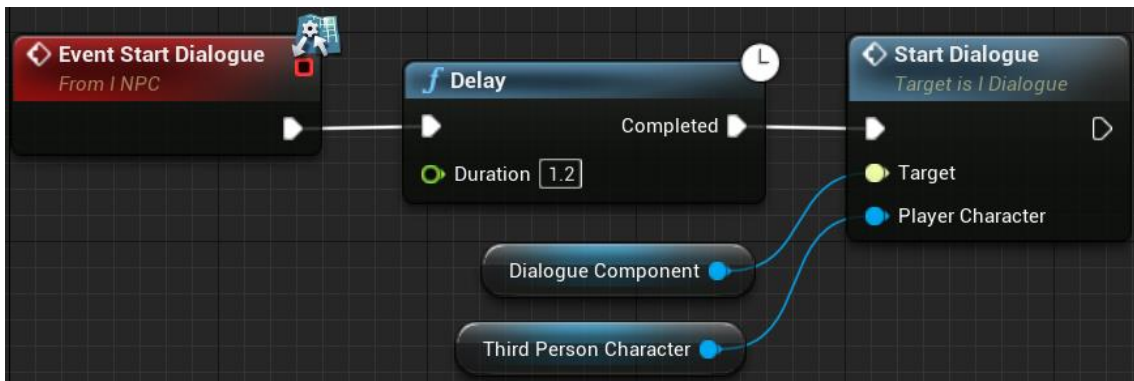 Event Start Dialogue
From I NPC
f Delay
Completed
Duration 1.2
Start Dialogue
Target is I Dialogue
Target
Player Character
Dialogue Component
Third Person Character